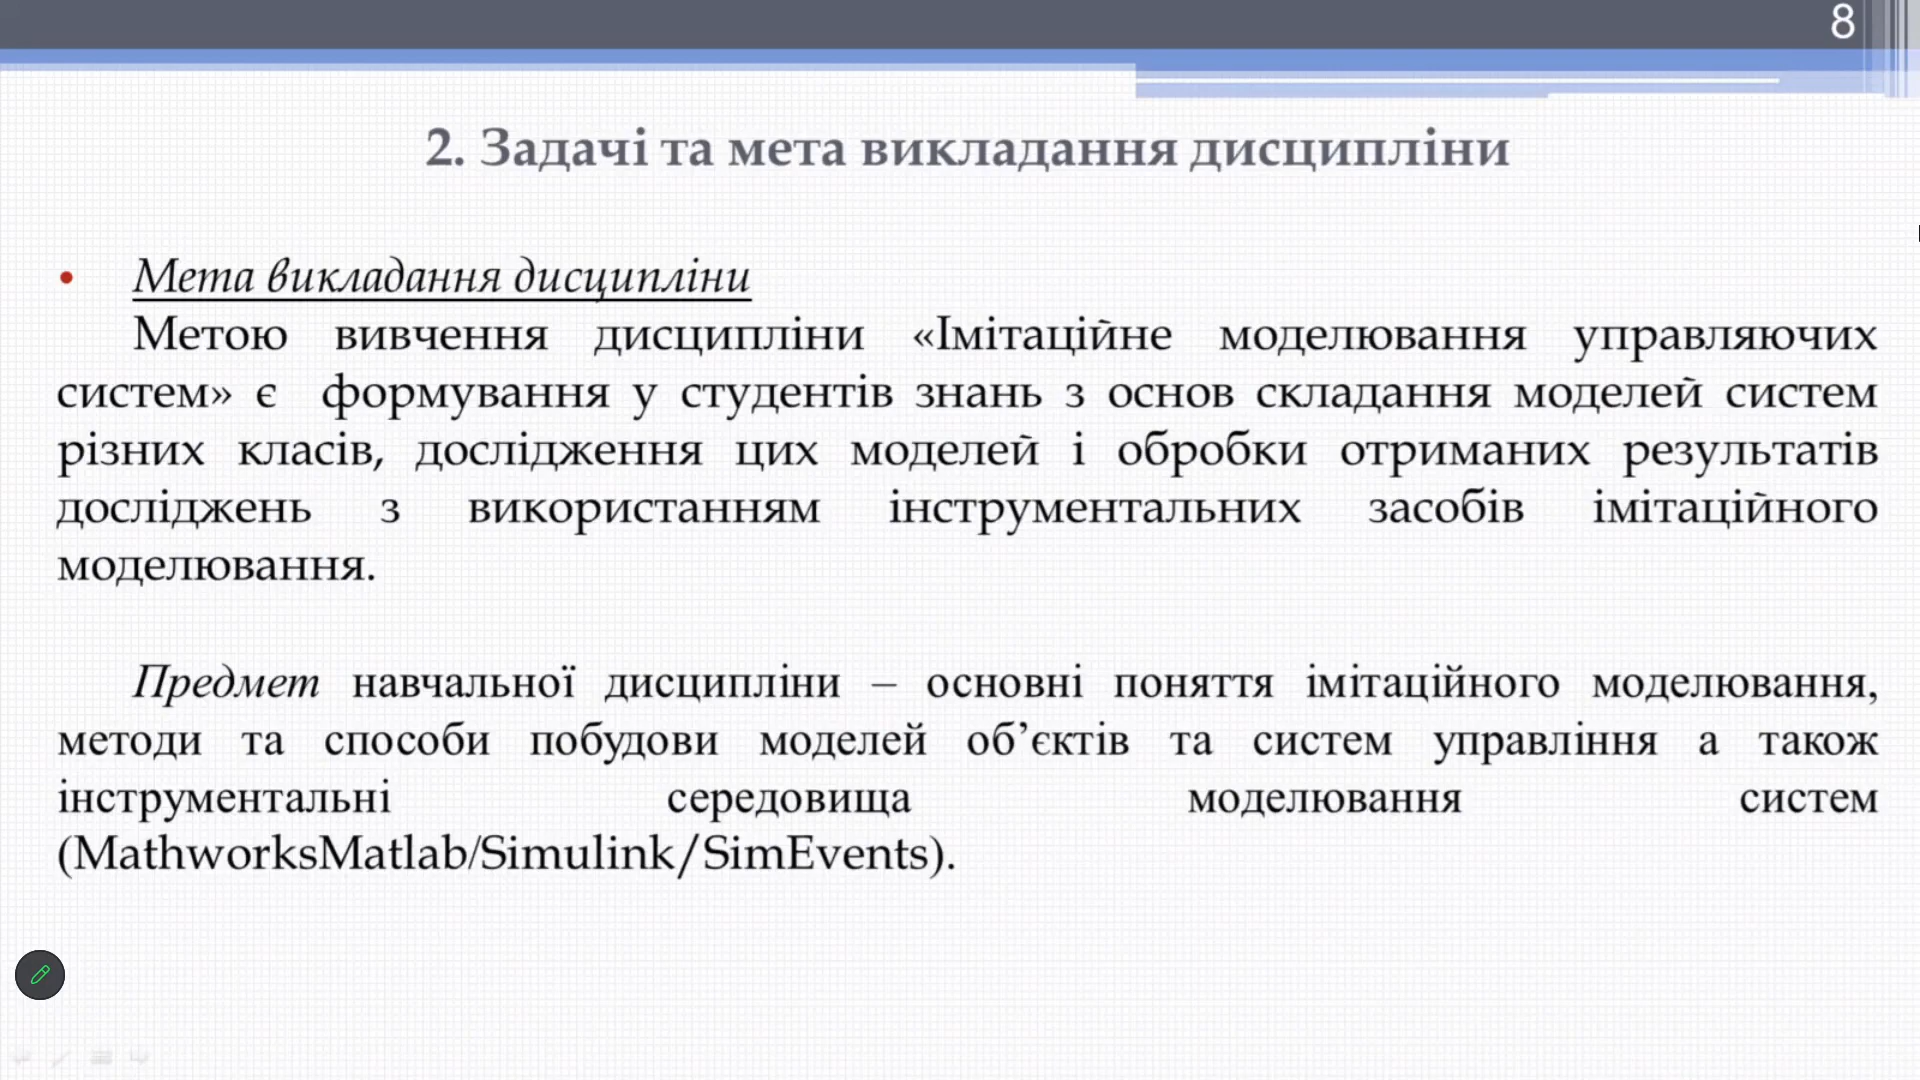 8
2. Задачі та мета викладання дисципліни
• Мета викладання дисципліни
Метою вивчення дисципліни «Імітаційне моделювання управляючих
систем» є формування у студентів знань з основ складання моделей систем
різних класів, дослідження цих моделей і обробки отриманих результатів
досліджень з використанням інструментальних засобів імітаційного
моделювання.
Предмет навчальної дисципліни – основні поняття імітаційного моделювання,
методи та способи побудови моделей об’єктів та систем управління а також
інструментальні середовища моделювання систем
(MathworksMatlab/Simulink/SimEvents).